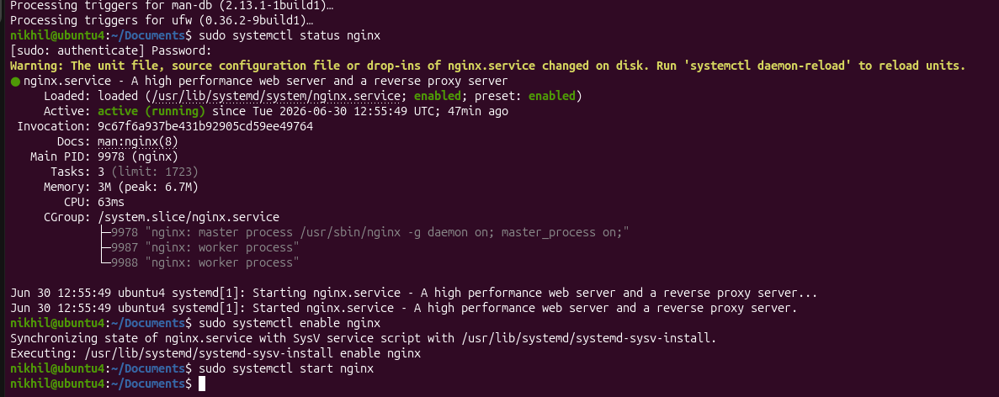 Processing triggers for man-db (2.13.1-1build1)…
Processing triggers for ufw (0.36.2-9build1)…
nikhil@ubuntu4:~/Documents$ sudo systemctl status nginx
[sudo: authenticate] Password:
Warning: The unit file, source configuration file or drop-ins of nginx.service changed on disk. Run 'systemctl daemon-reload' to reload units.
● nginx.service - A high performance web server and a reverse proxy server
     Loaded: loaded (/usr/lib/systemd/system/nginx.service; enabled; preset: enabled)
     Active: active (running) since Tue 2026-06-30 12:55:49 UTC; 47min ago
 Invocation: 9c67f6a937be431b92905cd59ee49764
       Docs: man:nginx(8)
   Main PID: 9978 (nginx)
      Tasks: 3 (limit: 1723)
     Memory: 3M (peak: 6.7M)
        CPU: 63ms
     CGroup: /system.slice/nginx.service
             ├─9978 "nginx: master process /usr/sbin/nginx -g daemon on; master_process on;"
             ├─9987 "nginx: worker process"
             └─9988 "nginx: worker process"

Jun 30 12:55:49 ubuntu4 systemd[1]: Starting nginx.service - A high performance web server and a reverse proxy server...
Jun 30 12:55:49 ubuntu4 systemd[1]: Started nginx.service - A high performance web server and a reverse proxy server.
nikhil@ubuntu4:~/Documents$ sudo systemctl enable nginx
Synchronizing state of nginx.service with SysV service script with /usr/lib/systemd/systemd-sysv-install.
Executing: /usr/lib/systemd/systemd-sysv-install enable nginx
nikhil@ubuntu4:~/Documents$ sudo systemctl start nginx
nikhil@ubuntu4:~/Documents$